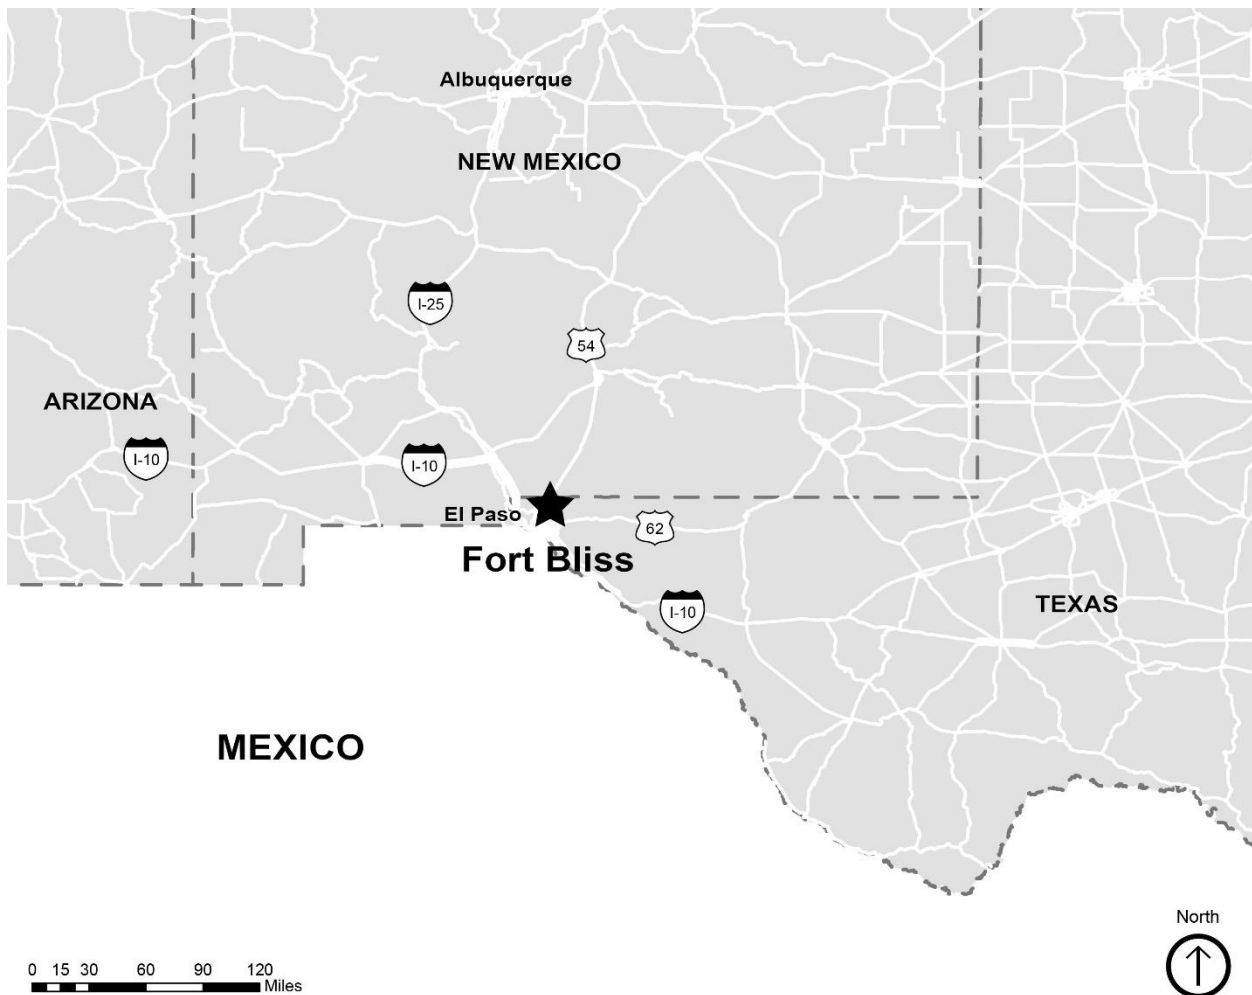 Albuquerque
NEW MEXICO
I-25
54
ARIZONA
I-10
I-10
El Paso
62
Fort Bliss
I-10
TEXAS
MEXICO
North
0 15 30 60 90 120
Miles